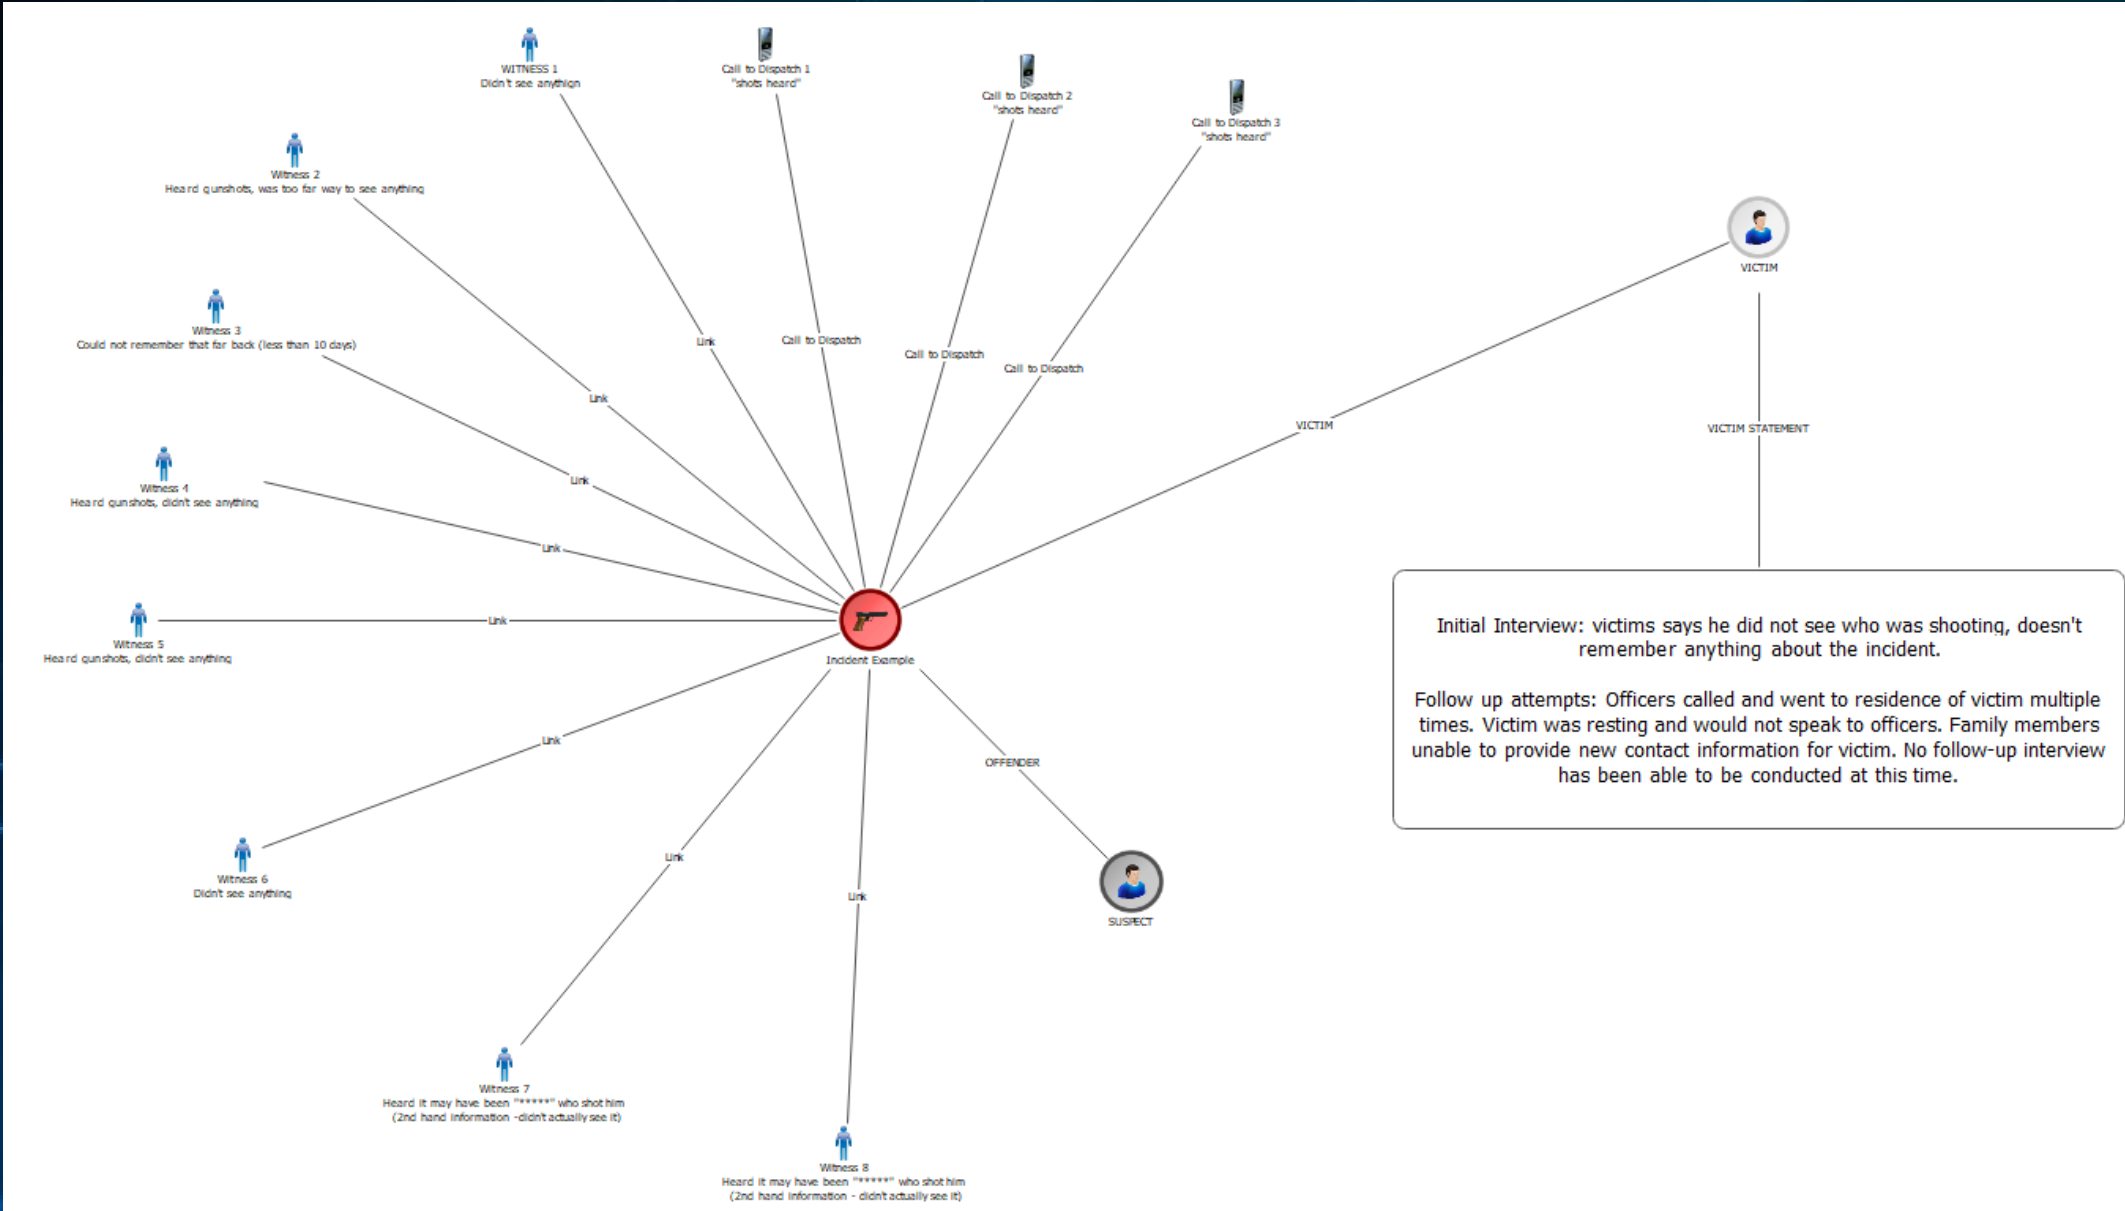 WITNESS 1
Didn't see anythign
Call to Dispatch 1
"shots heard"
Call to Dispatch 2
"shots heard"
Call to Dispatch 3
"shots heard"
Witness 2
Heard gunshots, was too far way to see anything
VICTIM
Witness 3
Could not remember that far back (less than 10 days)
Link
Call to Dispatch
Call to Dispatch
Call to Dispatch
Link
VICTIM
VICTIM STATEMENT
Link
Witness 4
Heard gunshots, didn't see anything
Link
Link
Witness 5
Heard gunshots, didn't see anything
Incident Example
Initial Interview: victims says he did not see who was shooting, doesn't
remember anything about the incident.
Follow up attempts: Officers called and went to residence of victim multiple
times. Victim was resting and would not speak to officers. Family members
unable to provide new contact information for victim. No follow-up interview
has been able to be conducted at this time.
Link
OFFENDER
Link
Witness 6
Didn't see anything
Link
SUSPECT
Witness 7
Heard it may have been "*****" who shot him
(2nd hand information -didn't actually see it)
Witness 8
Heard it may have been "*****" who shot him
(2nd hand information - didn't actually see it)